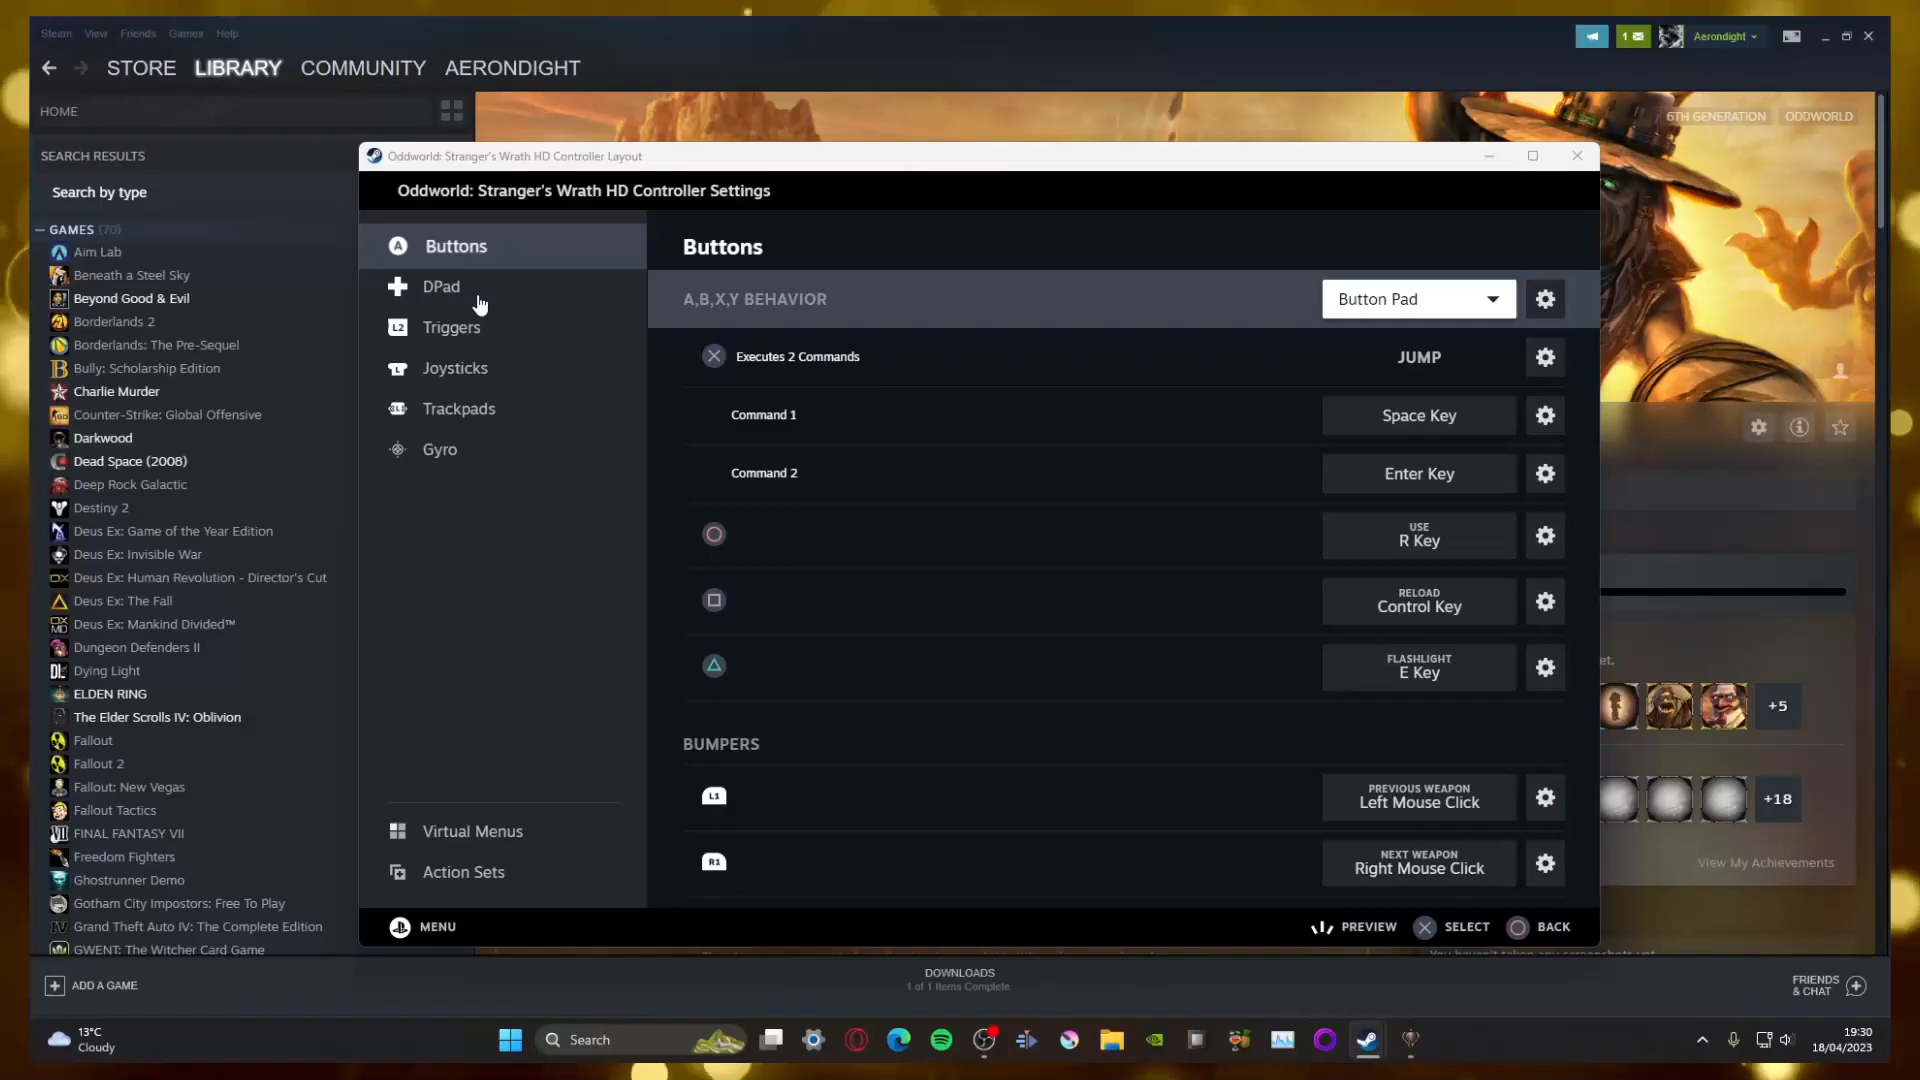 Steam View Friends Games Help
1
Aerondight
STORE LIBRARY COMMUNITY AERONDIGHT
HOME
6TH GENERATION ODDWORLD
SEARCH RESULTS
Search by type
GAMES (70)
Aim Lab
Beneath a Steel Sky
Beyond Good & Evil
Borderlands 2
Borderlands: The Pre-Sequel
Bully: Scholarship Edition
Charlie Murder
Counter-Strike: Global Offensive
Darkwood
Dead Space (2008)
Deep Rock Galactic
Destiny 2
Deus Ex: Game of the Year Edition
Deus Ex: Invisible War
Deus Ex: Human Revolution - Director's Cut
Deus Ex: The Fall
Deus Ex: Mankind Divided™
Dungeon Defenders II
Dying Light
ELDEN RING
The Elder Scrolls IV: Oblivion
Fallout
Fallout 2
Fallout: New Vegas
Fallout Tactics
FINAL FANTASY VII
Freedom Fighters
Ghostrunner Demo
Gotham City Impostors: Free To Play
Grand Theft Auto IV: The Complete Edition
GWENT: The Witcher Card Game
Oddworld: Stranger's Wrath HD Controller Layout
Oddworld: Stranger's Wrath HD Controller Settings
A Buttons
DPad
L2 Triggers
L Joysticks
Trackpads
Gyro
Virtual Menus
Action Sets
Buttons
A,B,X,Y BEHAVIOR Button Pad
Executes 2 Commands JUMP
Command 1 Space Key
Command 2 Enter Key
USE
R Key
RELOAD
Control Key
FLASHLIGHT
E Key
BUMPERS
L1
PREVIOUS WEAPON
Left Mouse Click
R1
NEXT WEAPON
Right Mouse Click
MENU PREVIEW SELECT BACK
et.
+5
+18
View My Achievements
You haven't taken any screenshots yet
ADD A GAME
DOWNLOADS
1 of 1 Items Complete
FRIENDS
& CHAT
13°C
Cloudy
Search
19:30
18/04/2023